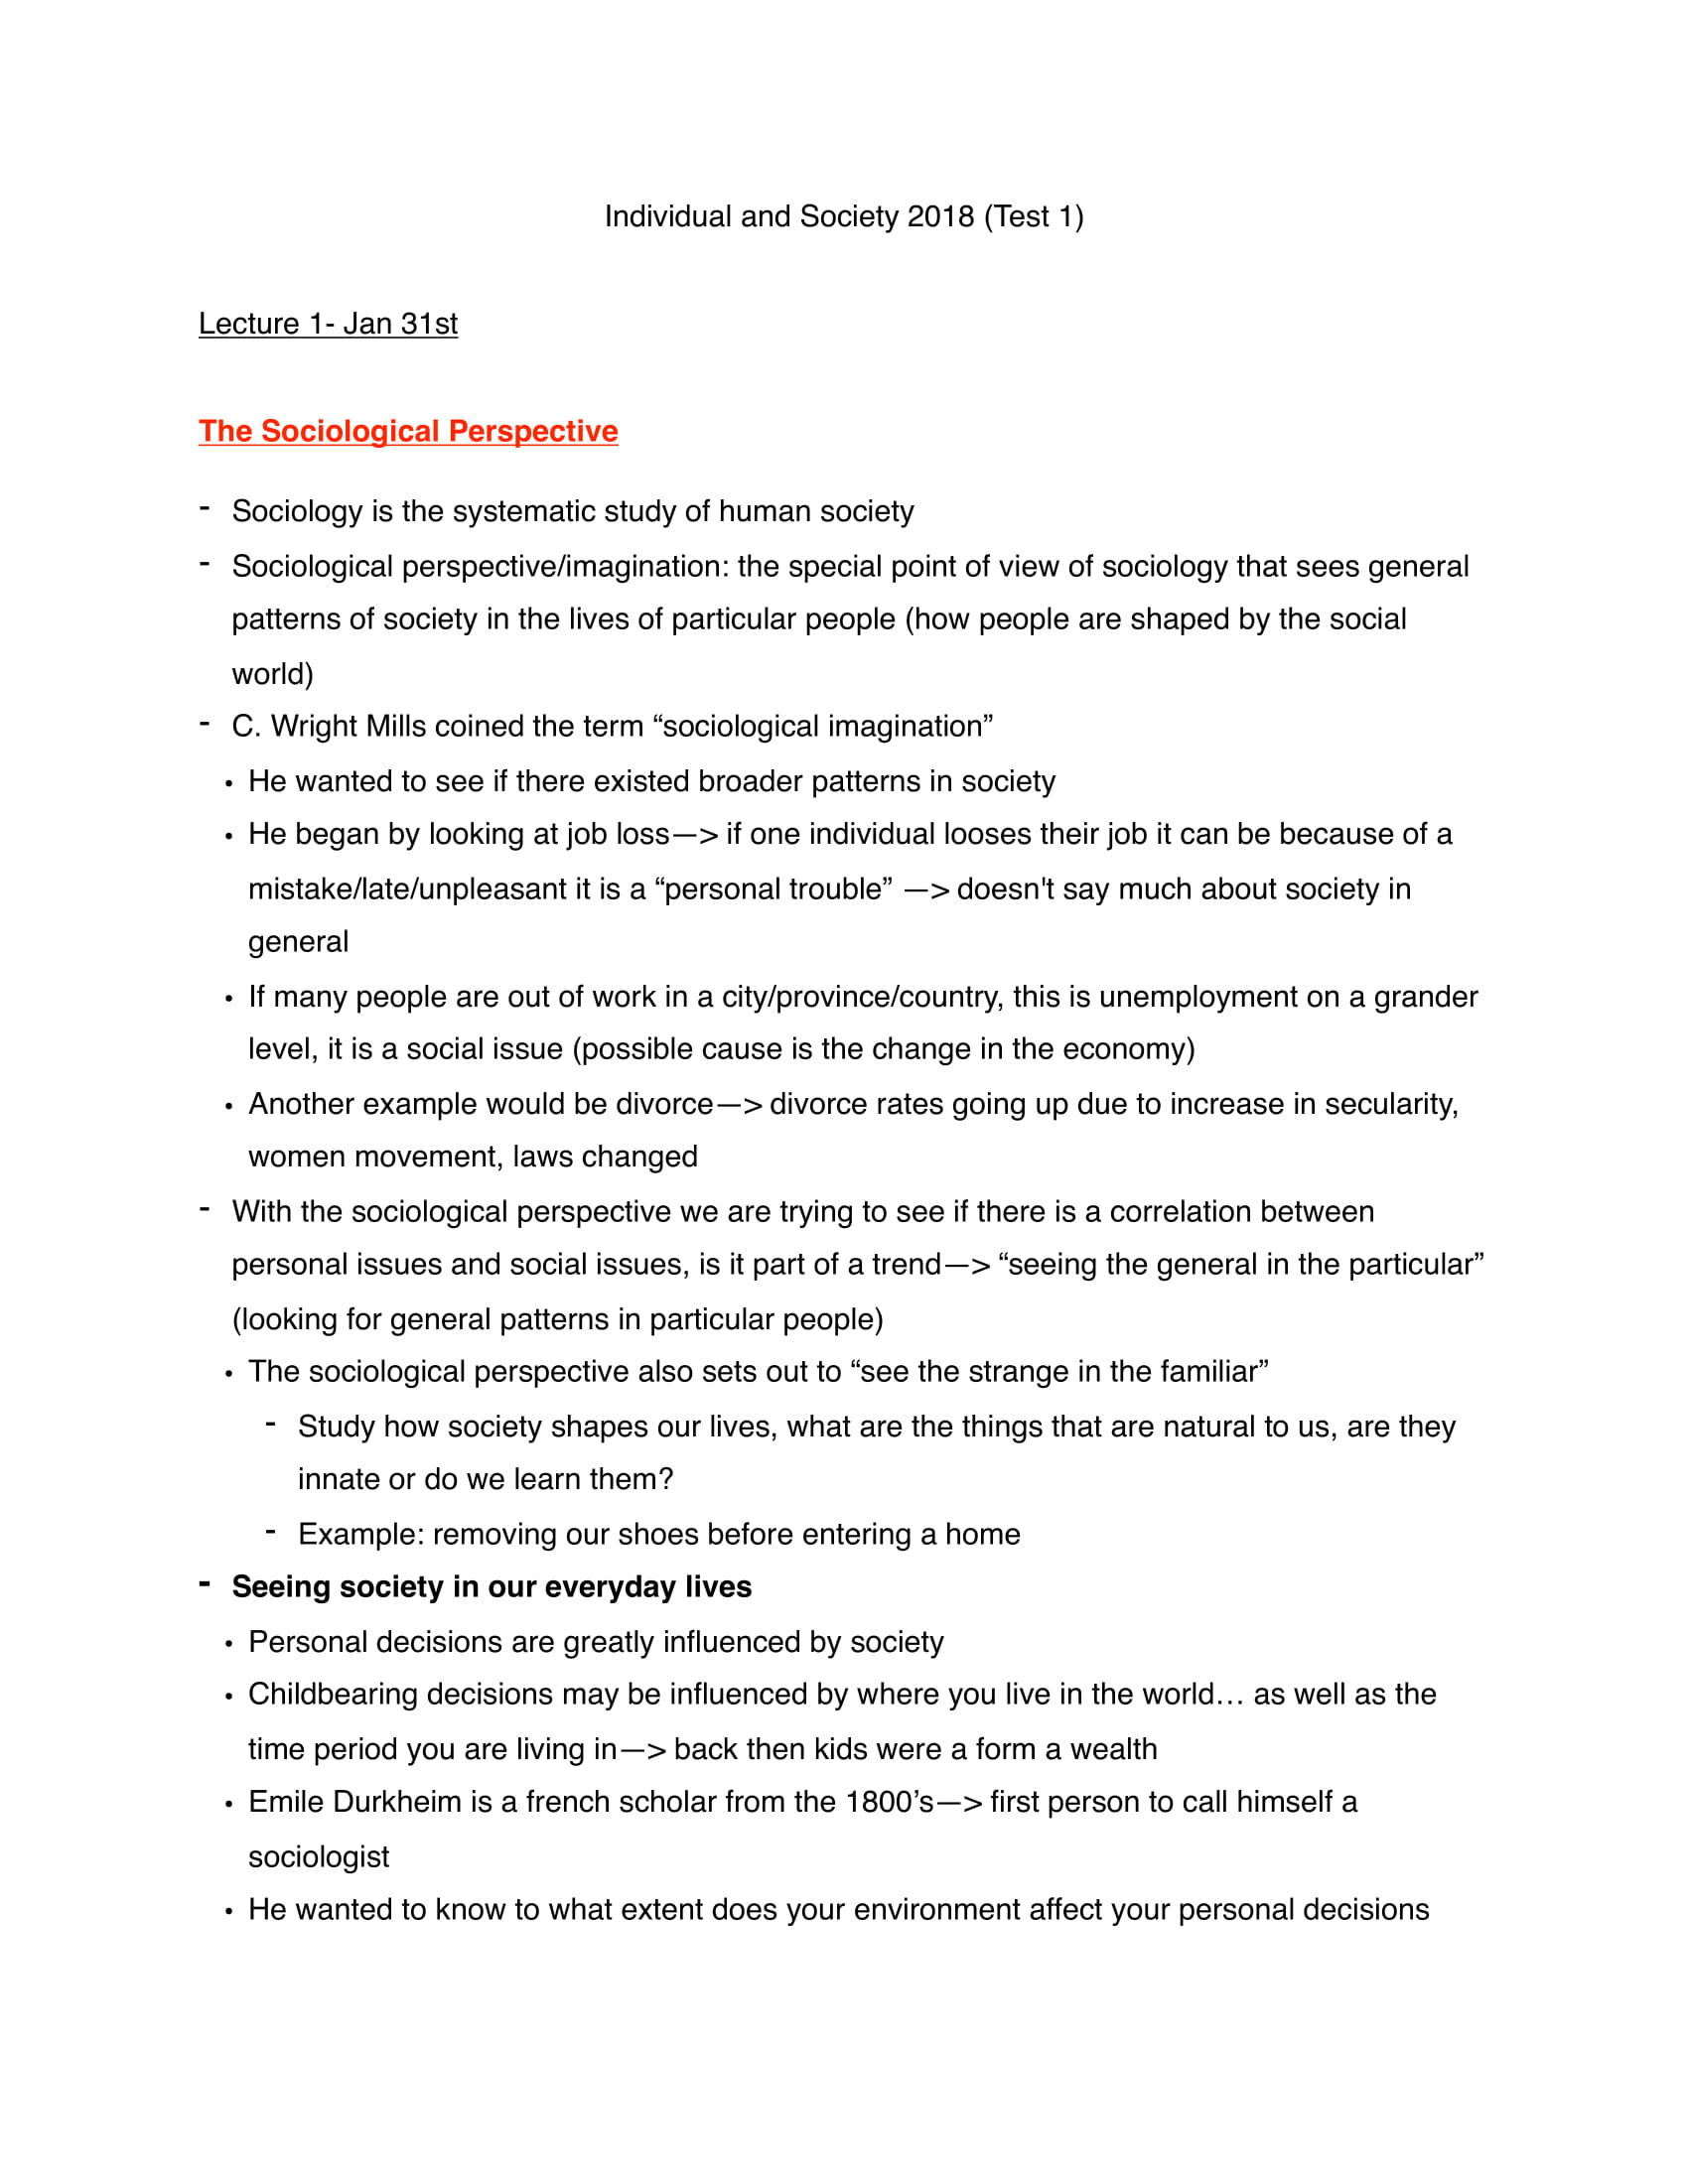 Individual and Society 2018 (Test 1)
Lecture 1- Jan 31st
The Sociological Perspective
- Sociology is the systematic study of human society
- Sociological perspective/imagination: the special point of view of sociology that sees general
patterns of society in the lives of particular people (how people are shaped by the social
world)
- C. Wright Mills coined the term “sociological imagination”
• He wanted to see if there existed broader patterns in society
• He began by looking at job loss—> if one individual looses their job it can be because of a
mistake/late/unpleasant it is a “personal trouble” —> doesn't say much about society in
general
• If many people are out of work in a city/province/country, this is unemployment on a grander
level, it is a social issue (possible cause is the change in the economy)
• Another example would be divorce—> divorce rates going up due to increase in secularity,
women movement, laws changed
- With the sociological perspective we are trying to see if there is a correlation between
personal issues and social issues, is it part of a trend—> “seeing the general in the particular”
(looking for general patterns in particular people)
• The sociological perspective also sets out to “see the strange in the familiar”
- Study how society shapes our lives, what are the things that are natural to us, are they
innate or do we learn them?
- Example: removing our shoes before entering a home
- Seeing society in our everyday lives
• Personal decisions are greatly influenced by society
• Childbearing decisions may be influenced by where you live in the world… as well as the
time period you are living in—> back then kids were a form a wealth
• Emile Durkheim is a french scholar from the 1800’s—> first person to call himself a
sociologist
• He wanted to know to what extent does your environment affect your personal decisions